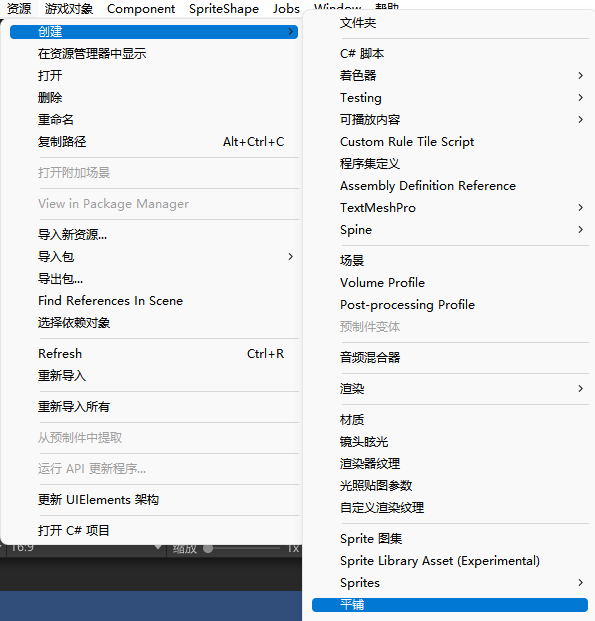 资源 游戏对象 Component SpriteShape Jobs Window 帮助
创建
在资源管理器中显示
打开
删除
重命名
复制路径 Alt+Ctrl+C
打开附加场景
View in Package Manager
导入新资源...
导入包
导出包...
Find References In Scene
选择依赖对象
Refresh Ctrl+R
重新导入
重新导入所有
从预制件中提取
运行 API 更新程序...
更新 UIElements 架构
打开 C# 项目
16:9 缩放 1x
文件夹
C# 脚本
着色器
Testing
可播放内容
Custom Rule Tile Script
程序集定义
Assembly Definition Reference
TextMeshPro
Spine
场景
Volume Profile
Post-processing Profile
预制件变体
音频混合器
渲染
材质
镜头眩光
渲染器纹理
光照贴图参数
自定义渲染纹理
Sprite 图集
Sprite Library Asset (Experimental)
Sprites
平铺